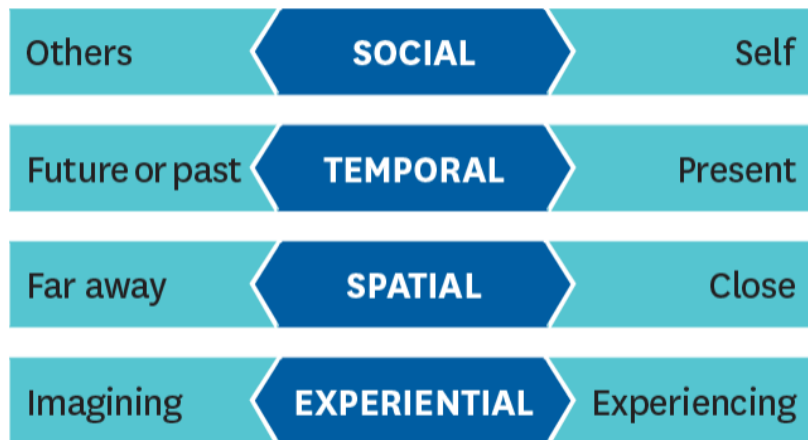 Others SOCIAL Self
Future or past TEMPORAL Present
Far away SPATIAL Close
Imagining EXPERIENTIAL Experiencing